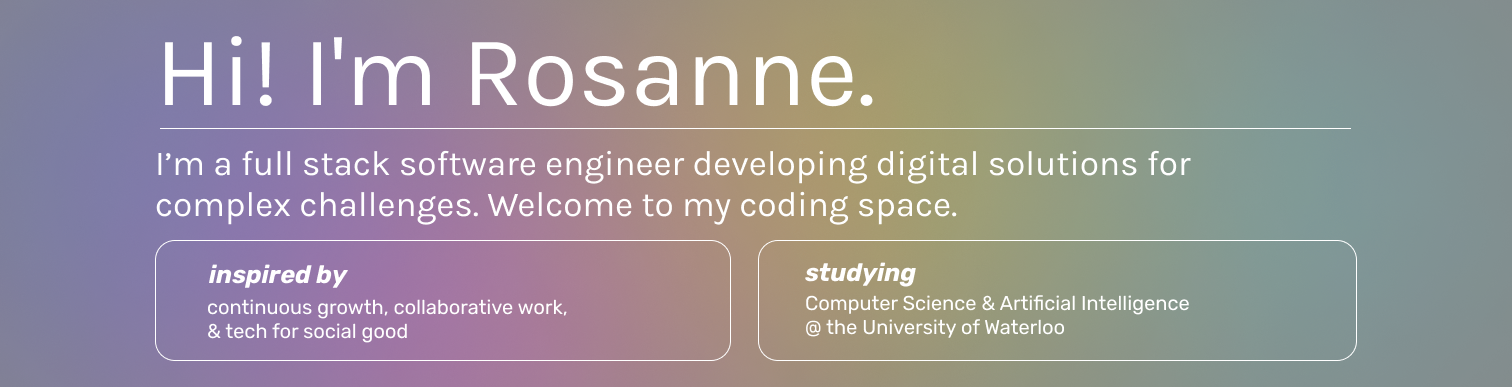 Hi! I'm Rosanne.
I’m a full stack software engineer developing digital solutions for
complex challenges. Welcome to my coding space.
inspired by
continuous growth, collaborative work,
& tech for social good
studying
Computer Science & Artificial Intelligence
@ the University of Waterloo